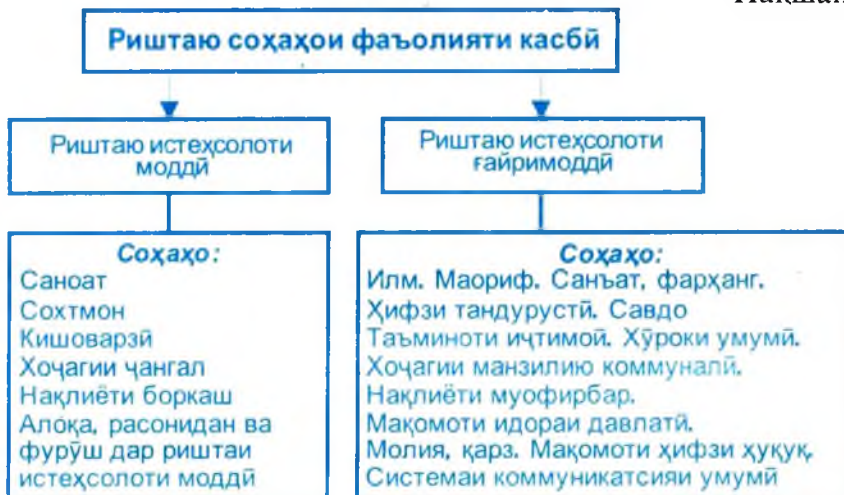 Риштаю соҳаҳои фаъолияти касбӣ
Риштаю истеҳсолоти
моддӣ
Риштаю истеҳсолоти
ғайримоддӣ
Соҳаҳо:
Саноат
Сохтмон
Кишоварзӣ
Хоҷагии ҷангал
Нақлиёти боркаш
Алоқа, расонидан ва
фурӯш дар риштаи
истеҳсолоти моддӣ
Соҳаҳо:
Илм. Маориф. Санъат, фарҳанг.
Ҳифзи тандурустӣ. Савдо
Таъминоти иҷтимоӣ. Хӯроки умумӣ.
Хоҷагии манзилию коммуналӣ.
Нақлиёти муофирбар.
Мақомоти идораи давлатӣ.
Молия, қарз. Мақомоти ҳифзи ҳуқуқ.
Системаи коммуникатсияи умумӣ